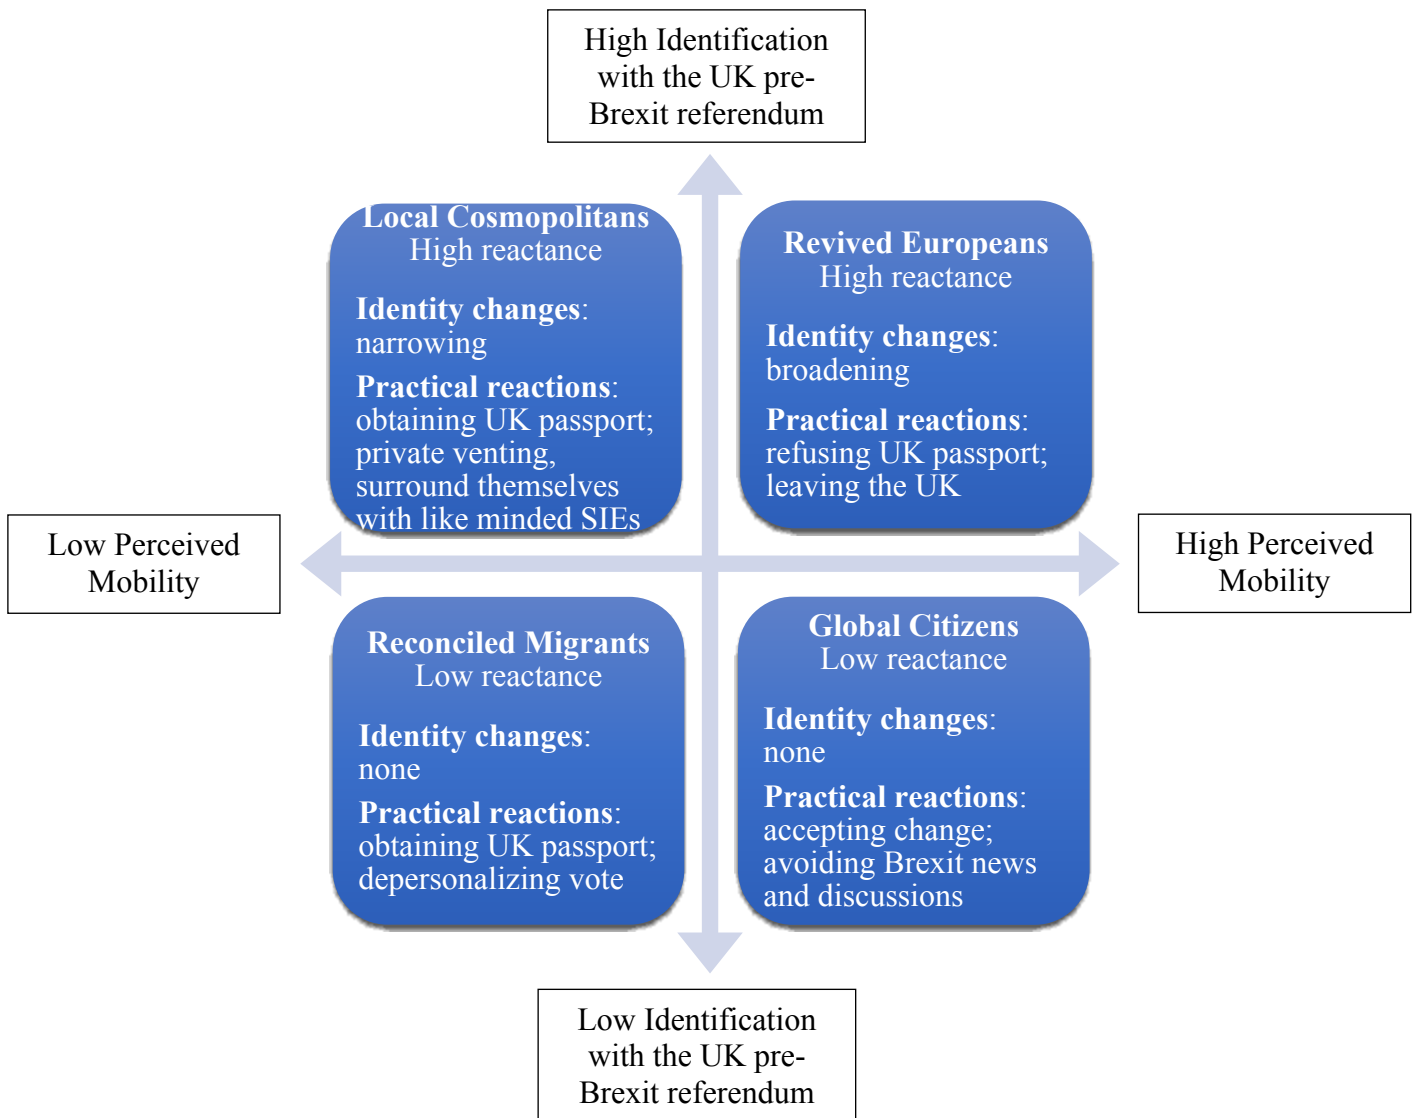 High Identification
with the UK pre-
Brexit referendum
Local Cosmopolitans
High reactance
Identity changes:
narrowing
Practical reactions:
obtaining UK passport;
private venting,
surround themselves
with like minded SIEs
Revived Europeans
High reactance
Identity changes:
broadening
Practical reactions:
refusing UK passport;
leaving the UK
Low Perceived
Mobility
High Perceived
Mobility
Reconciled Migrants
Low reactance
Identity changes:
none
Practical reactions:
obtaining UK passport;
depersonalizing vote
Global Citizens
Low reactance
Identity changes:
none
Practical reactions:
accepting change;
avoiding Brexit news
and discussions
Low Identification
with the UK pre-
Brexit referendum